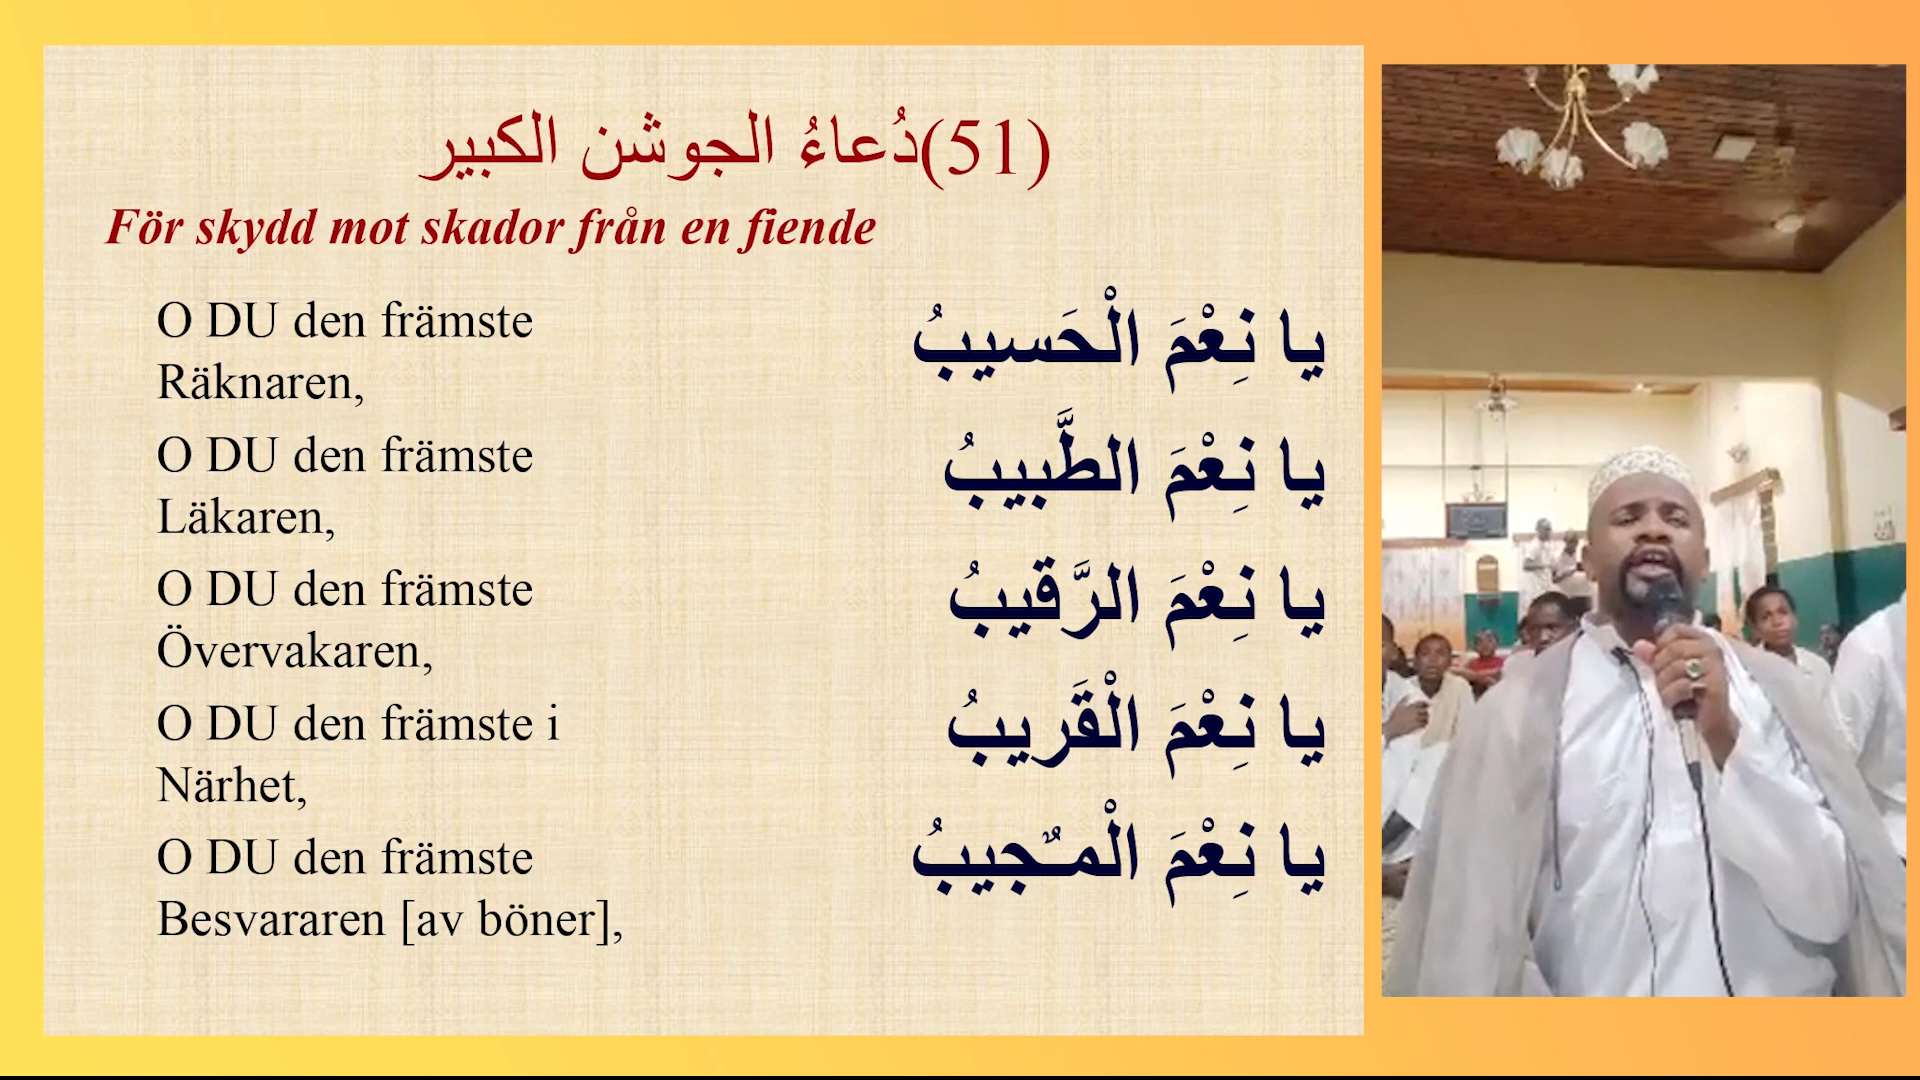 (51)دُعاءُ الجوشن الكبير
För skydd mot skador från en fiende
O DU den främste
Räknaren,
O DU den främste
Läkaren,
O DU den främste
Övervakaren,
O DU den främste i
Närhet,
O DU den främste
Besvararen [av böner],
يا نِعْمَ الْحَسيبُ
يا نِعْمَ الطَّبيبُ
يا نِعْمَ الرَّقيبُ
يا نِعْمَ الْقَريبُ
يا نِعْمَ الْمـٌجيبُ